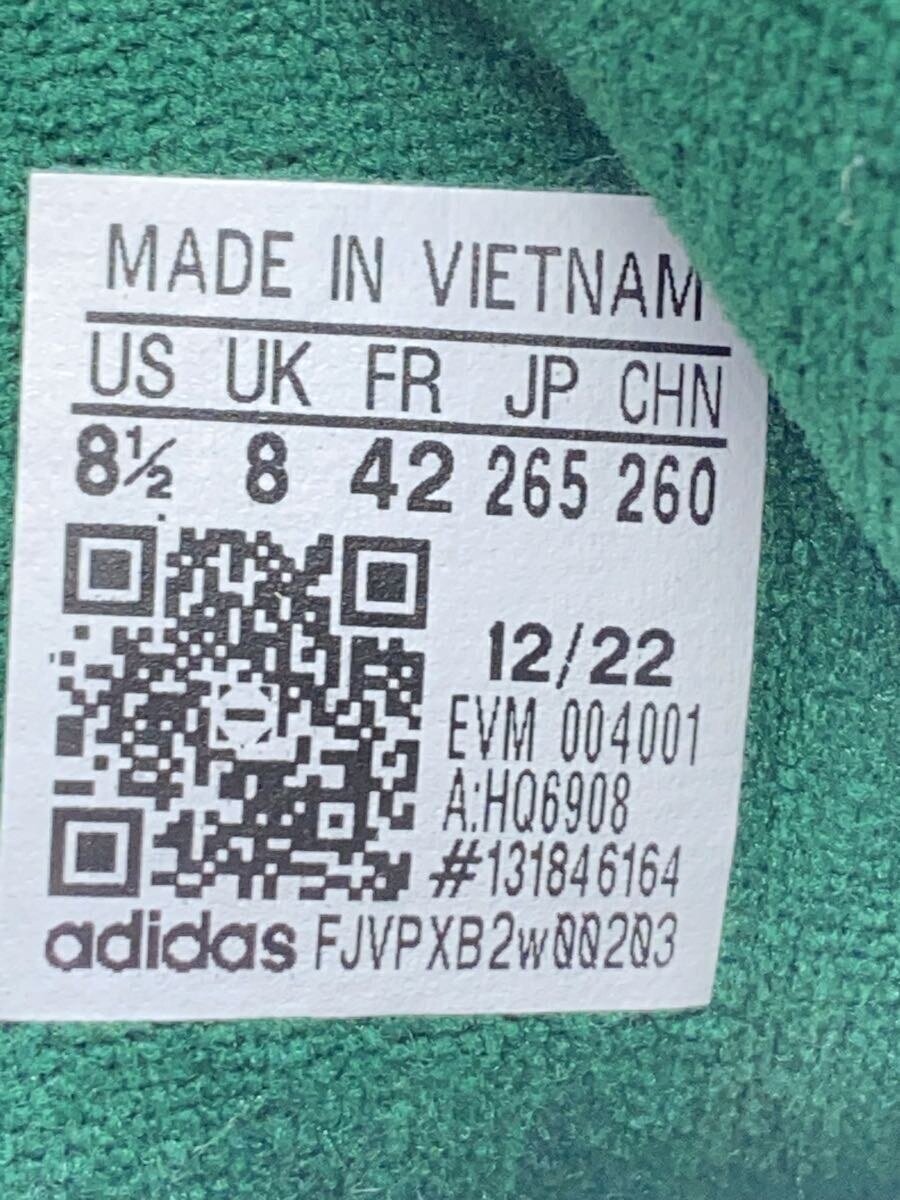 MADE IN VIETNAM
US UK FR JP CHN
8½ 8 42 265 260
12/22
EVM 004001
A:HQ6908
#131846164
adidas FJVPXB2w00203